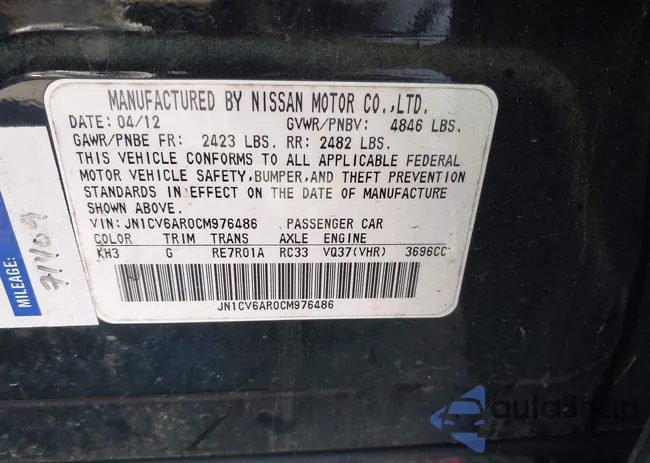 MANUFACTURED BY NISSAN MOTOR CO.,LTD.
DATE: 04/12 GVWR/PNBV: 4846 LBS.
GAWR/PNBE FR: 2423 LBS. RR: 2482 LBS.
THIS VEHICLE CONFORMS TO ALL APPLICABLE FEDERAL
MOTOR VEHICLE SAFETY, BUMPER, AND THEFT PREVENTION
STANDARDS IN EFFECT ON THE DATE OF MANUFACTURE
SHOWN ABOVE.
VIN: JN1CV6AR0CM976486 PASSENGER CAR
COLOR TRIM TRANS AXLE ENGINE
KH3 G RE7R01A RC33 VQ37(VHR) 3696CC
JN1CV6AR0CM976486
MILEAGE: